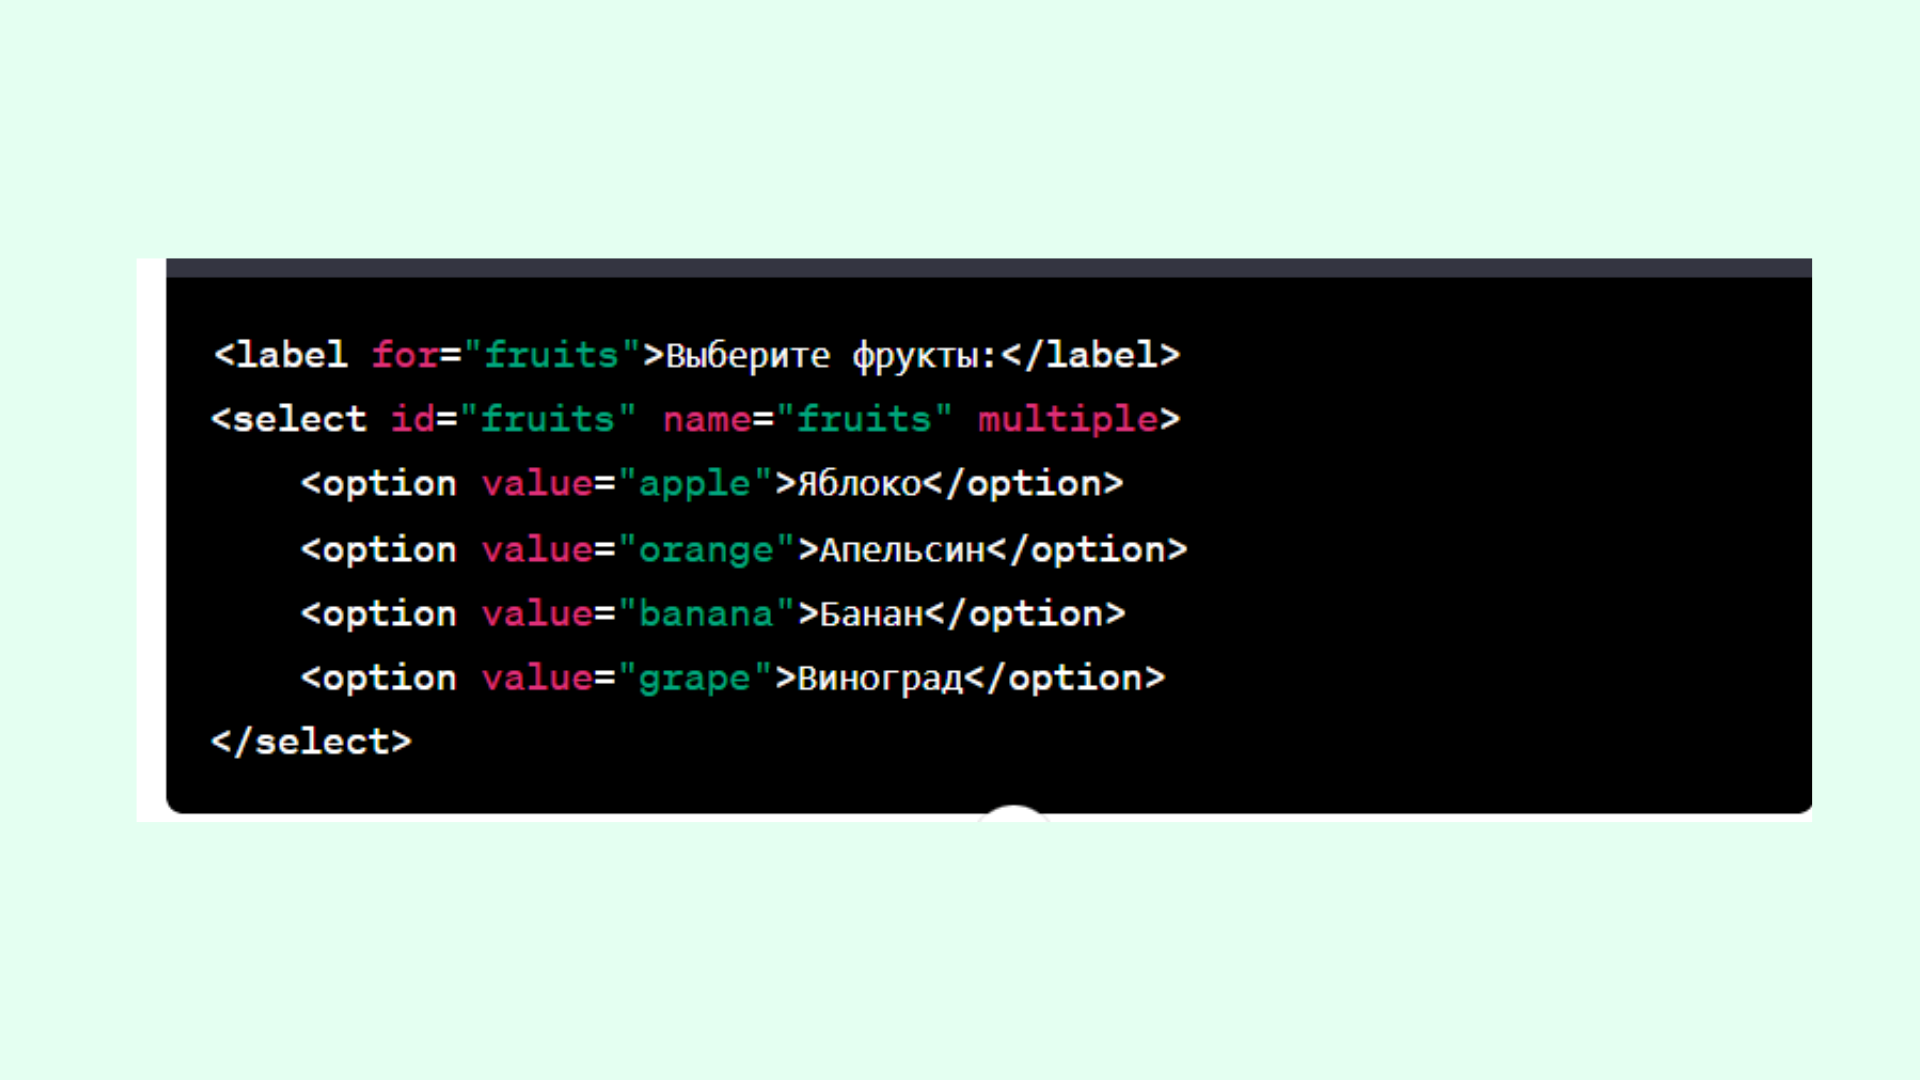 <label for="fruits">Выберите фрукты:</label>
<select id="fruits" name="fruits" multiple>
<option value="apple">Яблоко</option>
<option value="orange">Апельсин</option>
<option value="banana">Банан</option>
<option value="grape">Виноград</option>
</select>